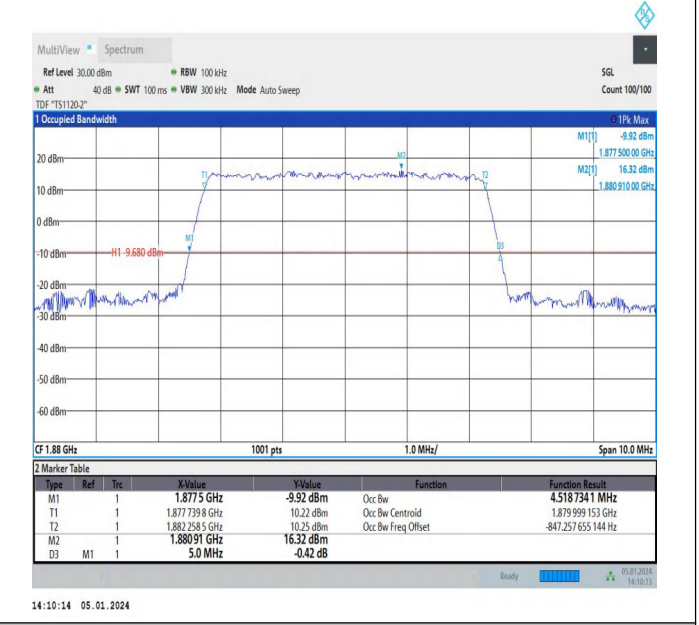 R S
MultiView Spectrum
Ref Level 30.00 dBm RBW 100 kHz SGL
Att 40 dB SWT 100 ms VBW 300 kHz Mode Auto Sweep Count 100/100
TDF "TS1120-2"
1 Occupied Bandwidth 1Pk Max
M1[1] -9.92 dBm
1.877 500 00 GHz
M2[1] 16.32 dBm
1.880 910 00 GHz
M2
20 dBm
T1 T2
10 dBm
0 dBm
M1 D3
-10 dBm H1 -9.680 dBm
-20 dBm
-30 dBm
-40 dBm
-50 dBm
-60 dBm
CF 1.88 GHz 1001 pts 1.0 MHz/ Span 10.0 MHz
2 Marker Table
Type Ref Trc X-Value Y-Value Function Function Result
M1 1 1.877 5 GHz -9.92 dBm Occ Bw 4.518 734 1 MHz
T1 1 1.877 739 8 GHz 10.22 dBm Occ Bw Centroid 1.879 999 153 GHz
T2 1 1.882 258 5 GHz 10.25 dBm Occ Bw Freq Offset -847.257 655 144 Hz
M2 1 1.880 91 GHz 16.32 dBm
D3 M1 1 5.0 MHz -0.42 dB
Ready 05.01.2024
14:10:13
14:10:14 05.01.2024